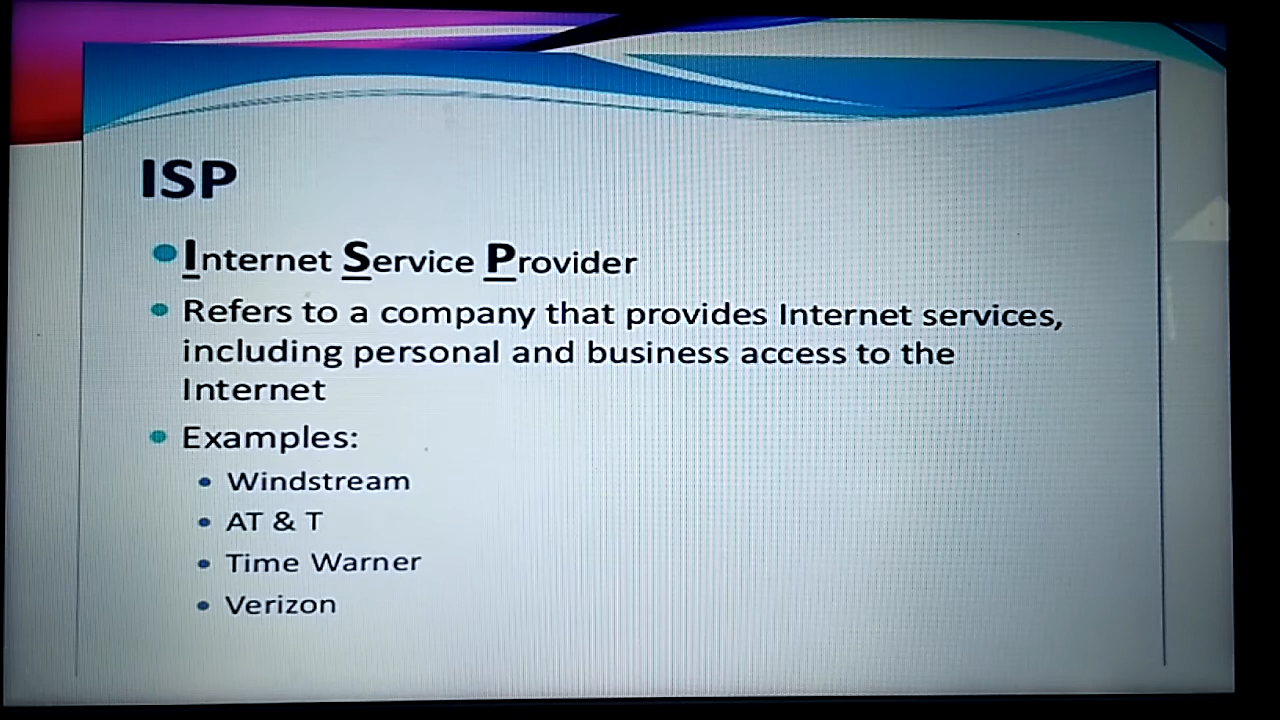 ISP
Internet Service Provider
Refers to a company that provides Internet services,
including personal and business access to the
Internet
Examples:
Windstream
AT & T
Time Warner
Verizon